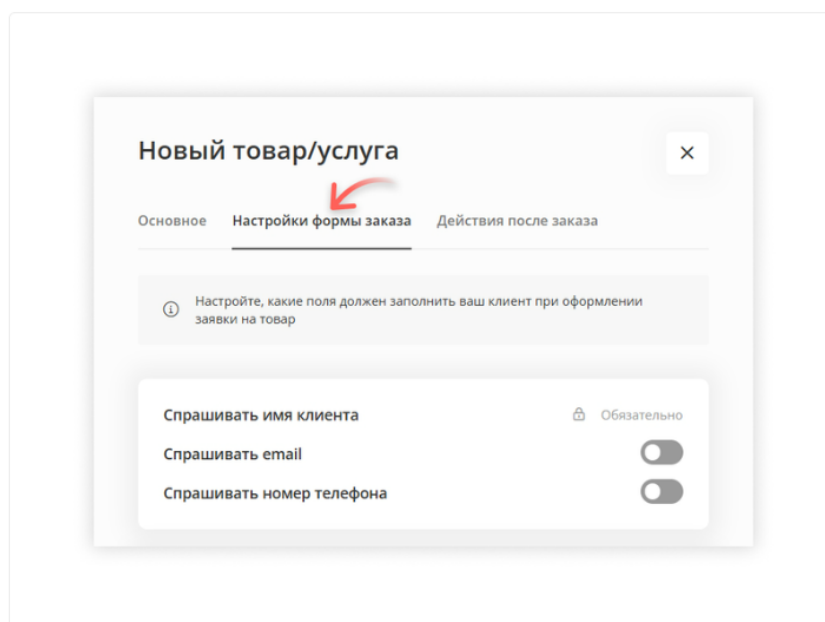 Новый товар/услуга
Основное Настройки формы заказа Действия после заказа
Настройте, какие поля должен заполнить ваш клиент при оформлении
заявки на товар
Спрашивать имя клиента Обязательно
Спрашивать email
Спрашивать номер телефона